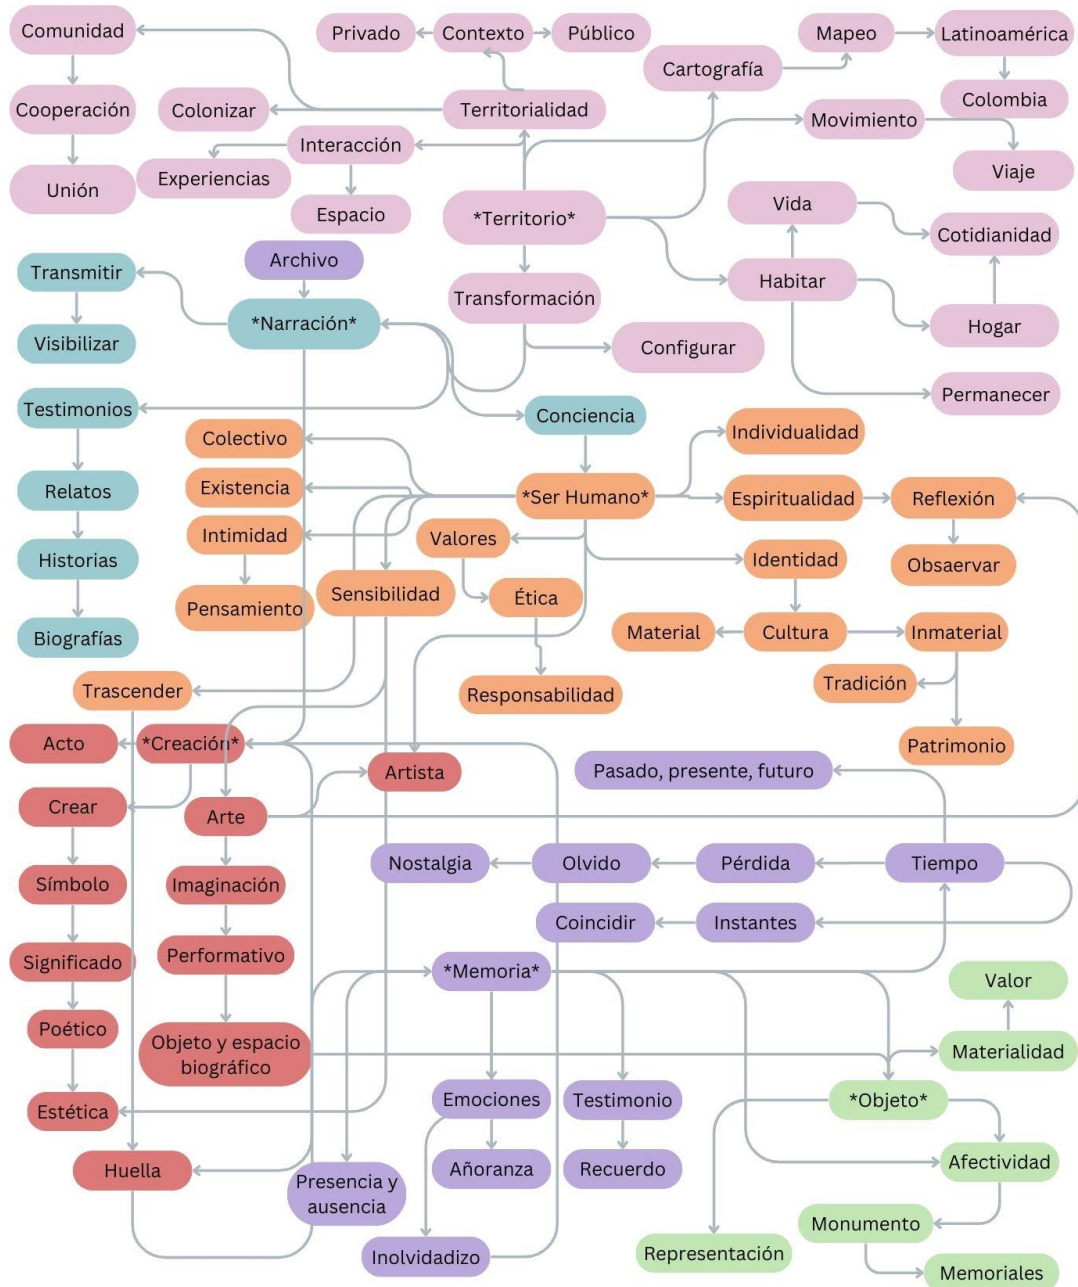 Comunidad
Privado
Contexto
Público
Mapeo
Latinoamérica
Cartografía
Cooperación
Colonizar
Territorialidad
Colombia
Movimiento
Interacción
Experiencias
Viaje
Unión
Espacio
*Territorio*
Vida
Cotidianidad
Archivo
Transmitir
Habitar
Transformación
*Narración*
Hogar
Visibilizar
Configurar
Permanecer
Testimonios
Conciencia
Individualidad
Colectivo
Relatos
Existencia
*Ser Humano*
Espiritualidad
Reflexión
Intimidad
Valores
Historias
Identidad
Obsaervar
Sensibilidad
Pensamiento
Ética
Biografías
Material
Cultura
Inmaterial
Trascender
Responsabilidad
Tradición
Acto
*Creación*
Patrimonio
Artista
Pasado, presente, futuro
Crear
Arte
Nostalgia
Olvido
Pérdida
Tiempo
Símbolo
Imaginación
Coincidir
Instantes
Significado
Performativo
*Memoria*
Valor
Poético
Objeto y espacio
biográfico
Materialidad
Estética
Emociones
Testimonio
*Objeto*
Huella
Presencia y
ausencia
Añoranza
Recuerdo
Afectividad
Monumento
Inolvidadizo
Representación
Memoriales